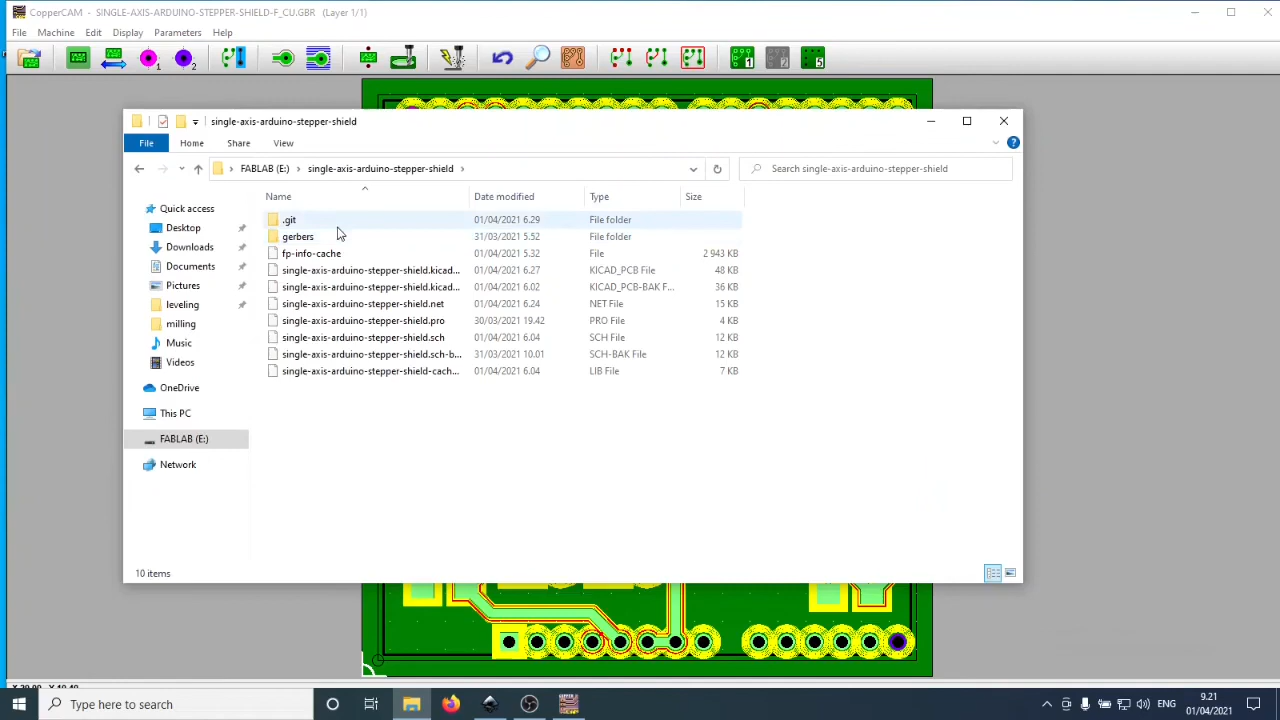 CopperCAM - SINGLE-AXIS-ARDUINO-STEPPER-SHIELD-F_CU.GBR    (Layer 1/1)
File Machine Edit Display Parameters Help
1 2 1 2 5
single-axis-arduino-stepper-shield
File Home Share View
FABLAB (E:) single-axis-arduino-stepper-shield Search single-axis-arduino-stepper-shield
Name Date modified Type Size
Quick access
Desktop
Downloads
Documents
Pictures
leveling
milling
Music
Videos
OneDrive
This PC
FABLAB (E:)
Network
.git 01/04/2021 6.29 File folder
gerbers 31/03/2021 5.52 File folder
fp-info-cache 01/04/2021 5.32 File 2 943 KB
single-axis-arduino-stepper-shield.kicad... 01/04/2021 6.27 KICAD_PCB File 48 KB
single-axis-arduino-stepper-shield.kicad... 01/04/2021 6.02 KICAD_PCB-BAK F... 36 KB
single-axis-arduino-stepper-shield.net 01/04/2021 6.24 NET File 15 KB
single-axis-arduino-stepper-shield.pro 30/03/2021 19.42 PRO File 4 KB
single-axis-arduino-stepper-shield.sch 01/04/2021 6.04 SCH File 12 KB
single-axis-arduino-stepper-shield.sch-b... 31/03/2021 10.01 SCH-BAK File 12 KB
single-axis-arduino-stepper-shield-cach... 01/04/2021 6.04 LIB File 7 KB
10 items
Type here to search
ENG
9.21
01/04/2021